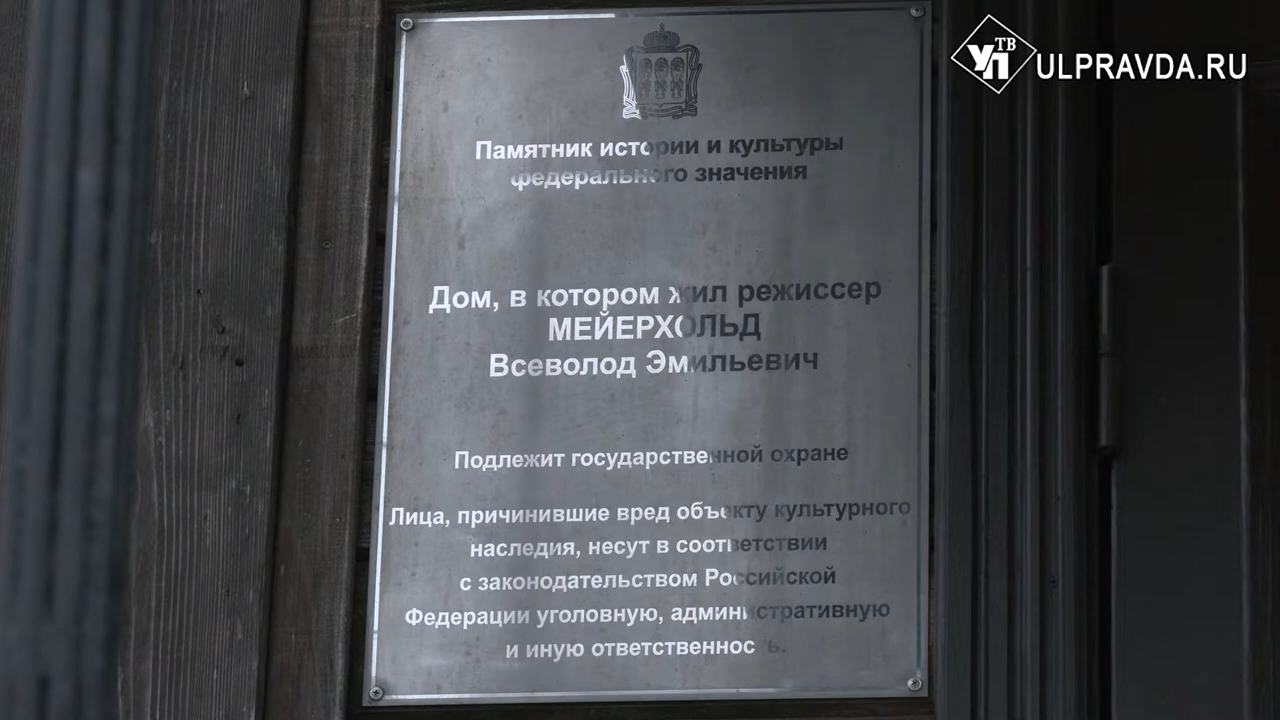 УП ТВ
ULPRAVDA.RU
Памятник истории и культуры
федерального значения
Дом, в котором жил режиссер
МЕЙЕРХОЛЬД
Всеволод Эмильевич
Подлежит государственной охране
Лица, причинившие вред объекту культурного
наследия, несут в соответствии
с законодательством Российской
Федерации уголовную, административную
и иную ответственность.